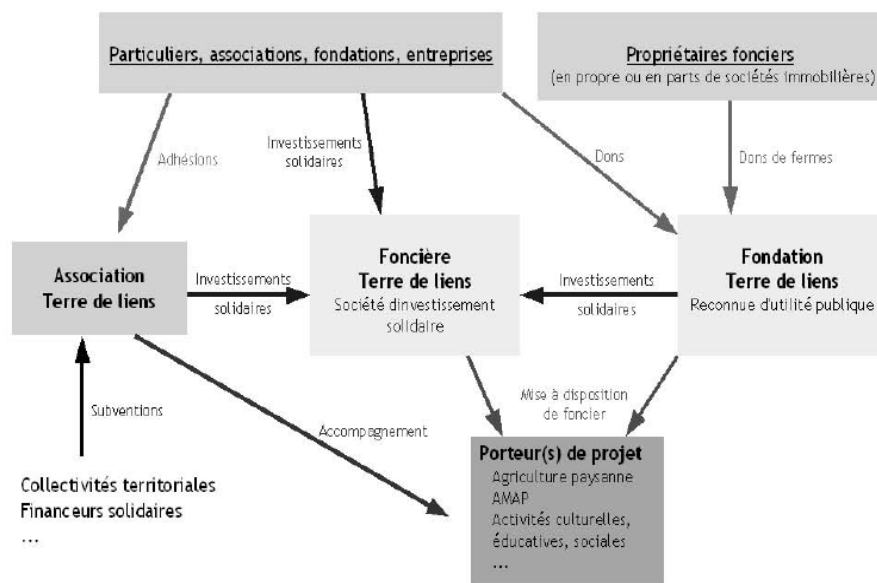 Particuliers, associations, fondations, entreprises
Propriétaires fonciers
(en propre ou en parts de sociétés immobilières)
Adhésions
Investissements
solidaires
Dons
Dons de fermes
Association
Terre de liens
Investissements
solidaires
Foncière
Terre de liens
Société dinvestissement
solidaire
Investissements
solidaires
Fondation
Terre de liens
Reconnue d'utilité publique
Subventions
Accompagnement
Mise à disposition
de foncier
Collectivités territoriales
Financeurs solidaires
...
Porteur(s) de projet
Agriculture paysanne
AMAP
Activités culturelles,
éducatives, sociales
...